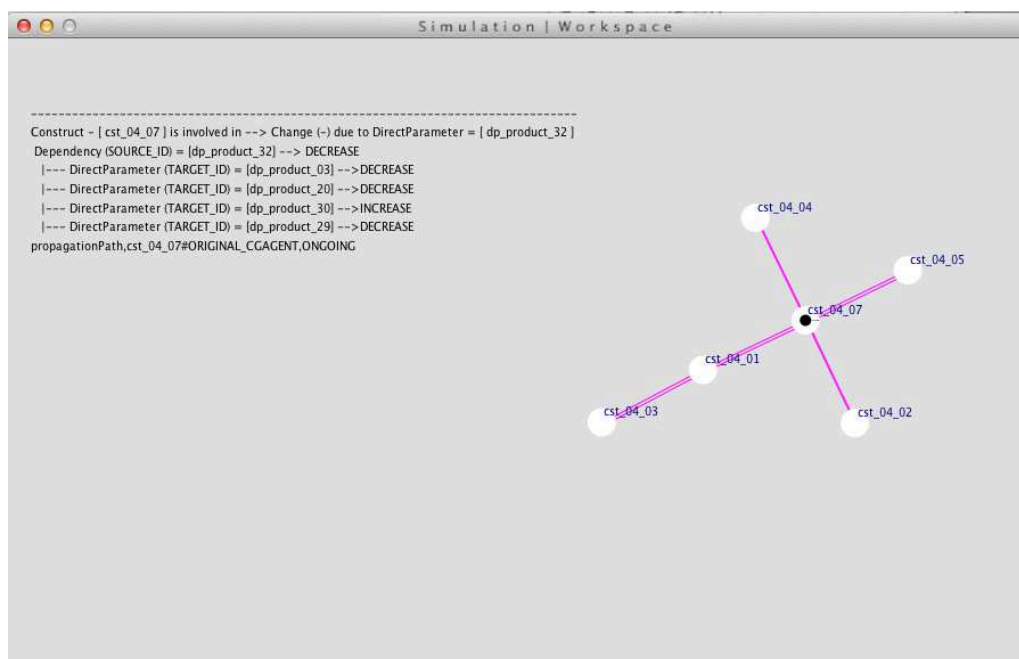 Simulation | Workspace
--------------------------------------------------------------------------------
Construct - [ cst_04_07 ] is involved in --> Change (-) due to DirectParameter = [ dp_product_32 ]
Dependency (SOURCE_ID) = [dp_product_32] --> DECREASE
|--- DirectParameter (TARGET_ID) = [dp_product_03] -->DECREASE
|--- DirectParameter (TARGET_ID) = [dp_product_20] -->DECREASE
|--- DirectParameter (TARGET_ID) = [dp_product_30] -->INCREASE
|--- DirectParameter (TARGET_ID) = [dp_product_29] -->DECREASE
propagationPath,cst_04_07#ORIGINAL_CGAGENT,ONGOING
cst_04_04
cst_04_05
cst_04_07
cst_04_01
cst_04_03
cst_04_02